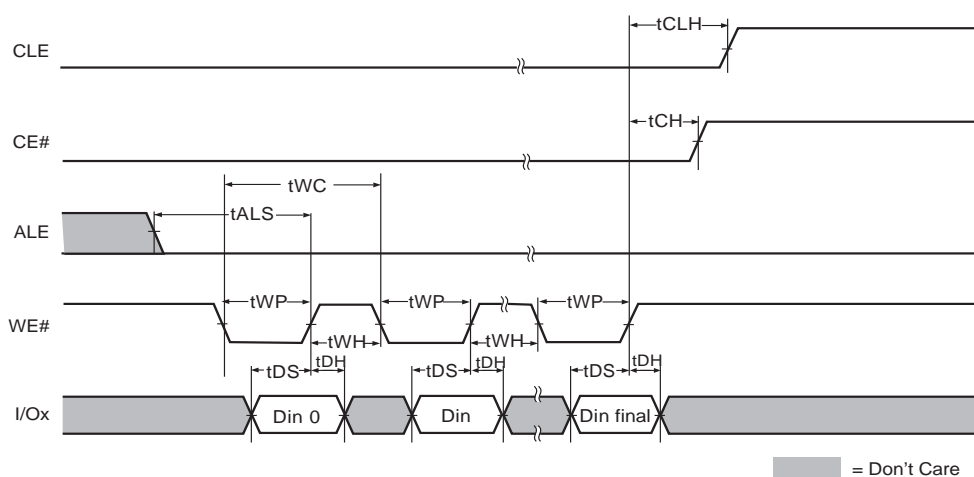 tCLH
CLE
tCH
CE#
tWC
tALS
ALE
tWP tWP tWP
WE#
tWH tWH
tDS tDH tDS tDH tDS tDH
I/Ox Din 0 Din Din final
= Don't Care